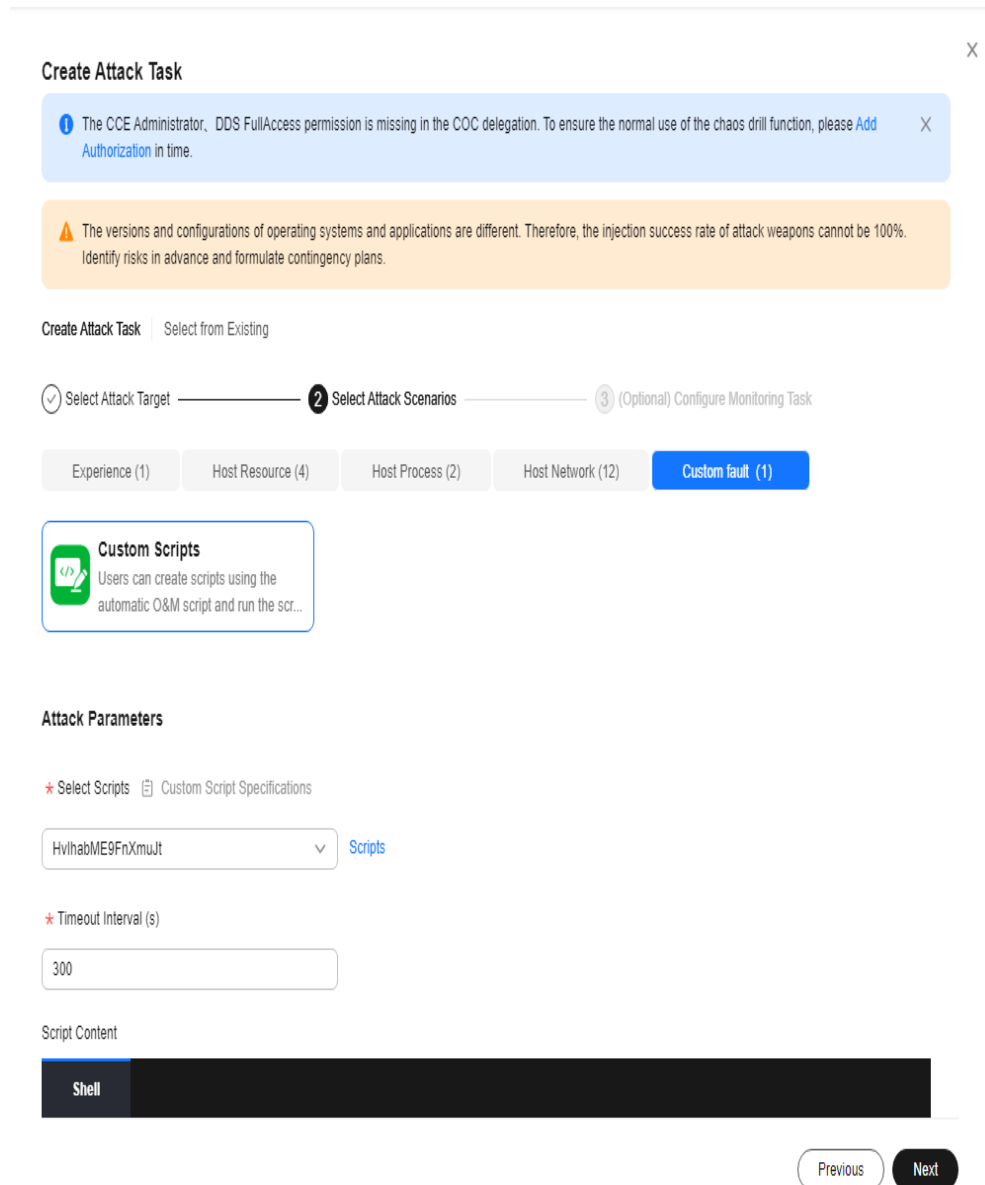 X
Create Attack Task
The CCE Administrator、DDS FullAccess permission is missing in the COC delegation. To ensure the normal use of the chaos drill function, please Add
Authorization in time.
X
The versions and configurations of operating systems and applications are different. Therefore, the injection success rate of attack weapons cannot be 100%.
Identify risks in advance and formulate contingency plans.
Create Attack Task Select from Existing
Select Attack Target 2 Select Attack Scenarios 3 (Optional) Configure Monitoring Task
Experience (1) Host Resource (4) Host Process (2) Host Network (12) Custom fault (1)
Custom Scripts
Users can create scripts using the
automatic O&M script and run the scr...
Attack Parameters
* Select Scripts Custom Script Specifications
HvlhabME9FnXmuJt Scripts
* Timeout Interval (s)
300
Script Content
Shell
Previous Next